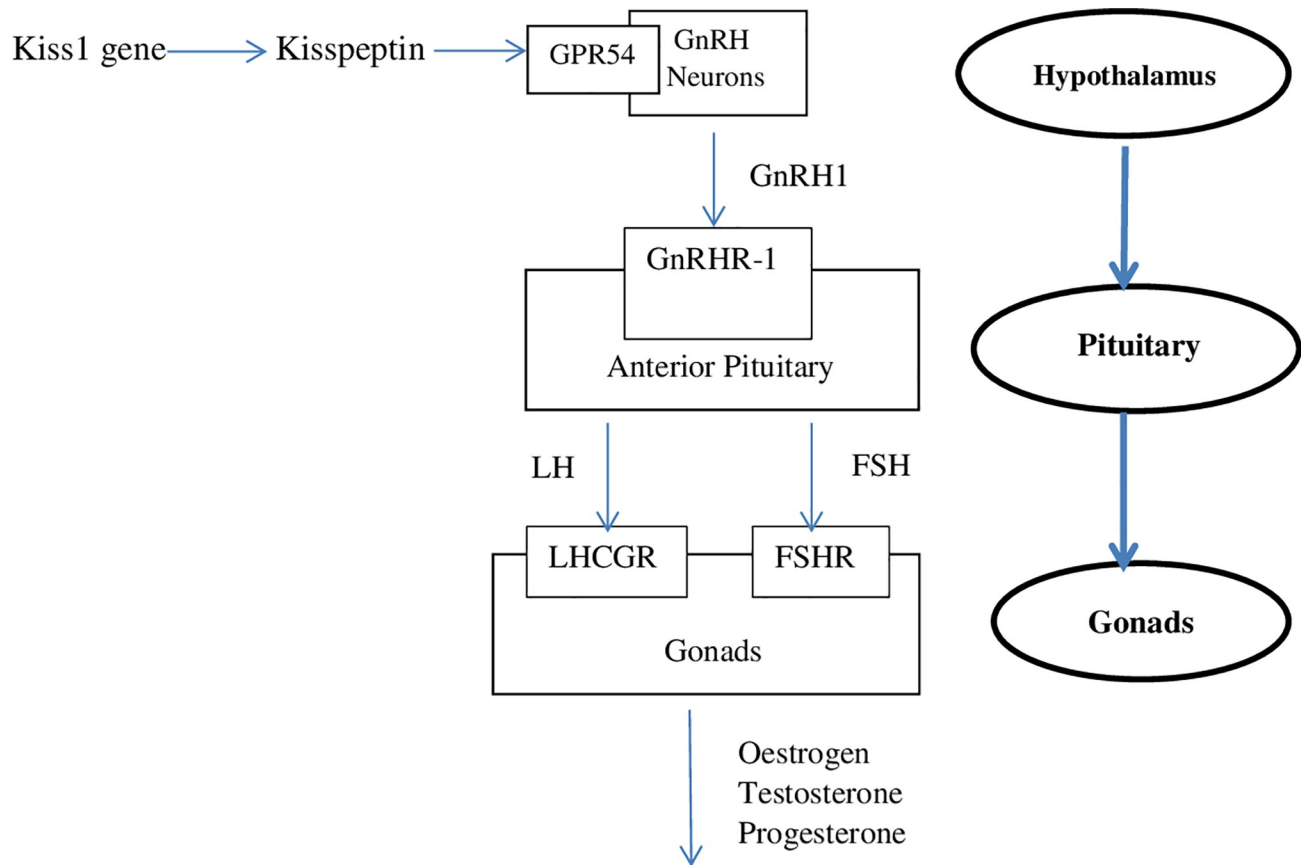 Kiss1 gene
Kisspeptin
GPR54
GnRH
Neurons
Hypothalamus
GnRH1
GnRHR-1
Anterior Pituitary
Pituitary
LH
FSH
LHCGR
FSHR
Gonads
Gonads
Oestrogen
Testosterone
Progesterone